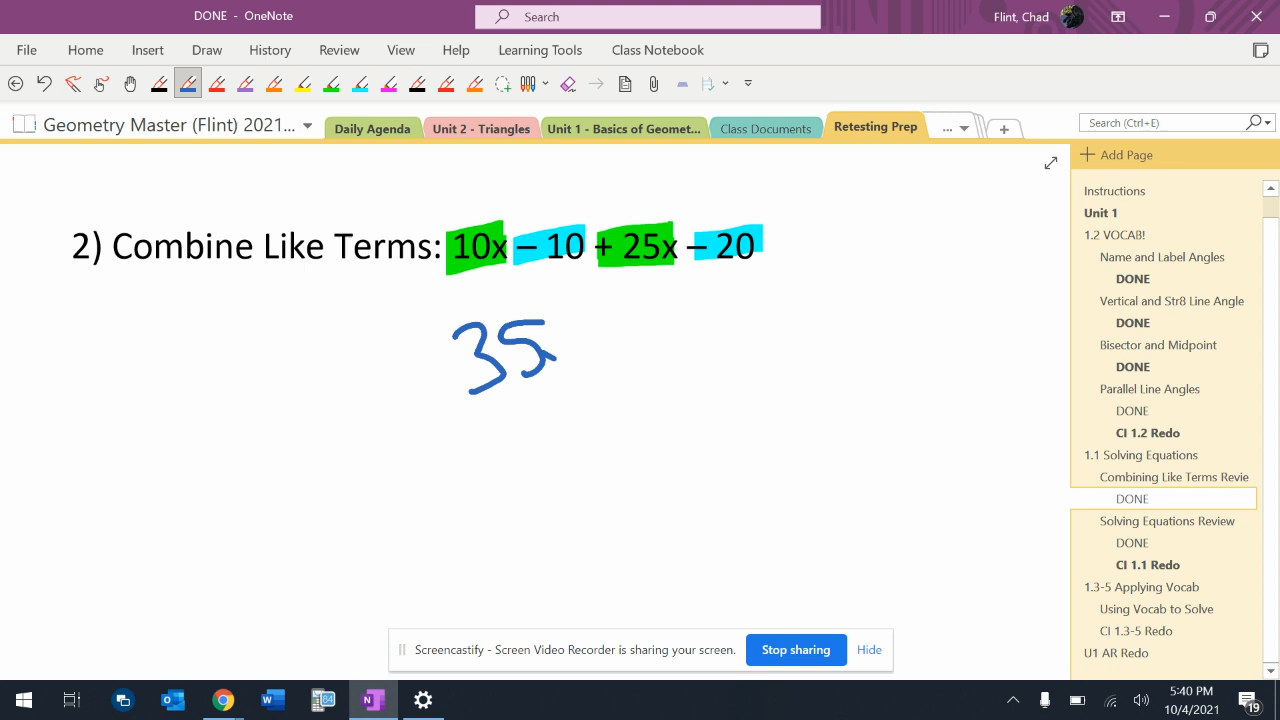 DONE - OneNote
Search
Flint, Chad
File Home Insert Draw History Review View Help Learning Tools Class Notebook
Geometry Master (Flint) 2021...
Daily Agenda
Unit 2 - Triangles
Unit 1 - Basics of Geomet...
Class Documents
Retesting Prep
...
Search (Ctrl+E)
Add Page
2) Combine Like Terms: 10x – 10 + 25x – 20
35
Instructions
Unit 1
1.2 VOCAB!
Name and Label Angles
DONE
Vertical and Str8 Line Angle
DONE
Bisector and Midpoint
DONE
Parallel Line Angles
DONE
CI 1.2 Redo
1.1 Solving Equations
Combining Like Terms Revie
DONE
Solving Equations Review
DONE
CI 1.1 Redo
1.3-5 Applying Vocab
Using Vocab to Solve
CI 1.3-5 Redo
U1 AR Redo
Screencastify - Screen Video Recorder is sharing your screen.
Stop sharing
Hide
84
5:40 PM
10/4/2021
19